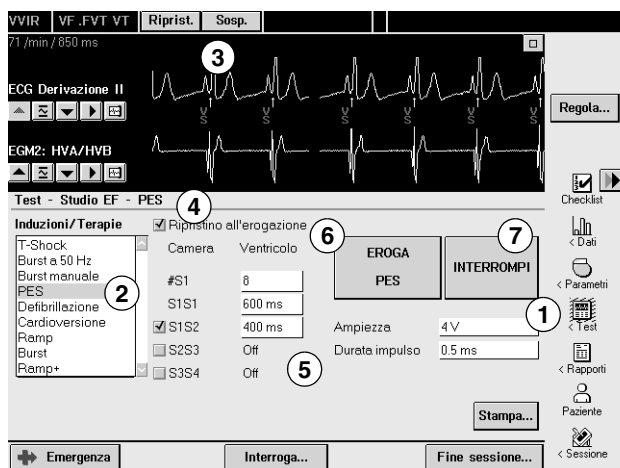 VVIR VF .FVT VT Riprist. Sosp.
71 /min / 850 ms
3
ECG Derivazione II
V S V S V S V S V S V S
Regola...
EGM2: HVA/HVB
Checklist
Test - Studio EF - PES
4
Induzioni/Terapie
Ripristino all'erogazione
6
7
< Dati
T-Shock
Burst a 50 Hz
Burst manuale
PES
Defibrillazione
Cardioversione
Ramp
Burst
Ramp+
2
Camera Ventricolo
#S1 8
S1S1 600 ms
S1S2 400 ms
S2S3 Off
S3S4 Off
5
EROGA PES
INTERROMPI
Ampiezza 4 V
Durata impulso 0.5 ms
1
< Parametri
< Test
< Rapporti
Paziente
Stampa...
Emergenza Interroga... Fine sessione... < Sessione